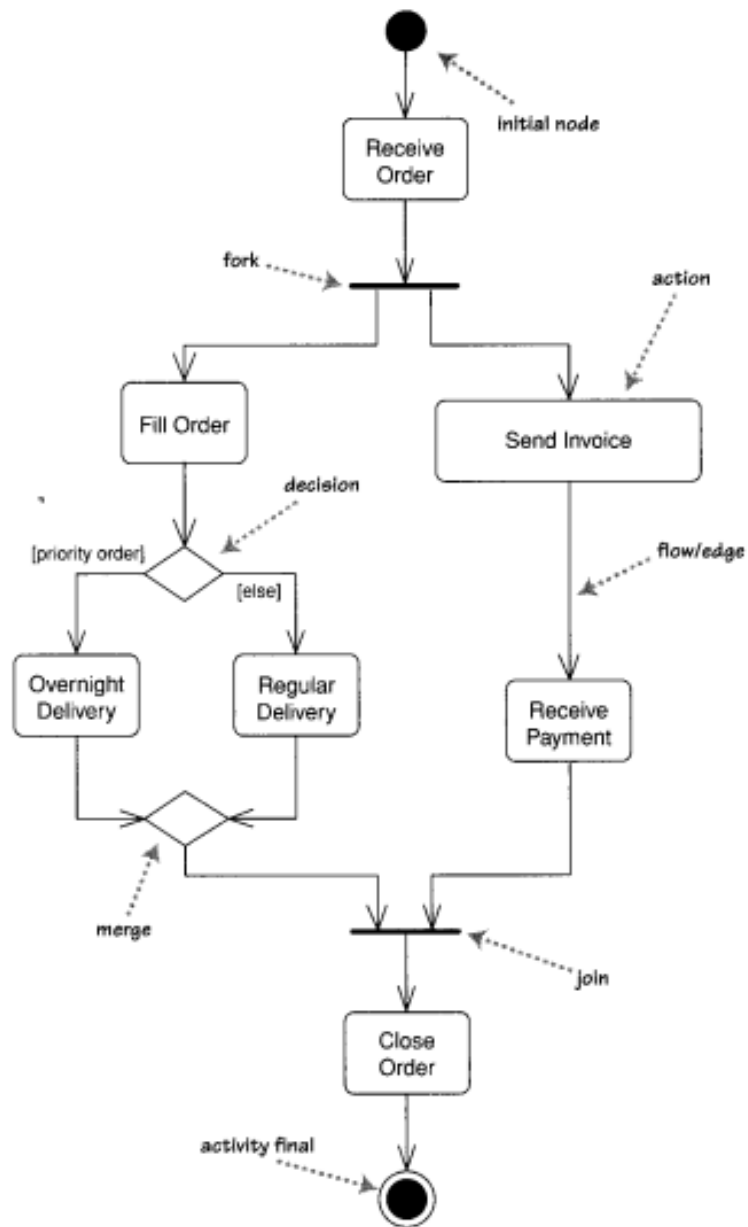 initial node
Receive
Order
fork
action
Fill Order
Send Invoice
decision
[priority order]
[else]
flow/edge
Overnight
Delivery
Regular
Delivery
Receive
Payment
merge
join
Close
Order
activity final